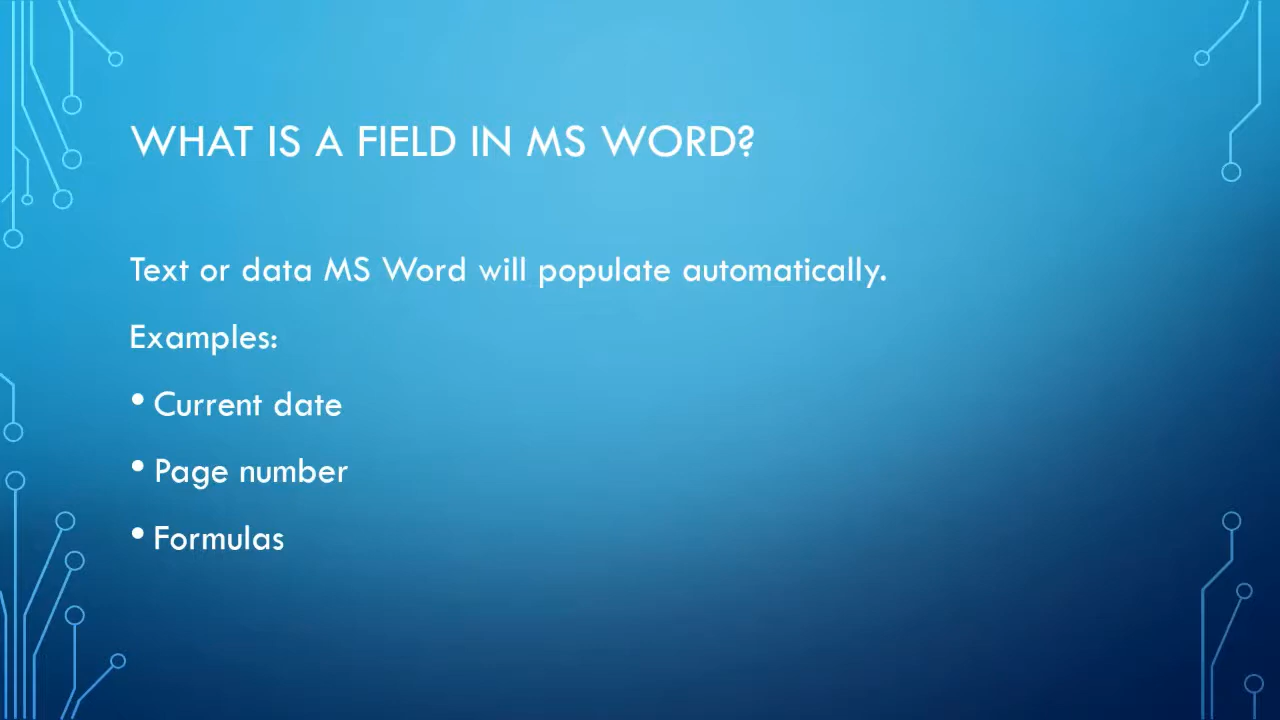 WHAT IS A FIELD IN MS WORD?
Text or data MS Word will populate automatically.
Examples:
• Current date
• Page number
• Formulas